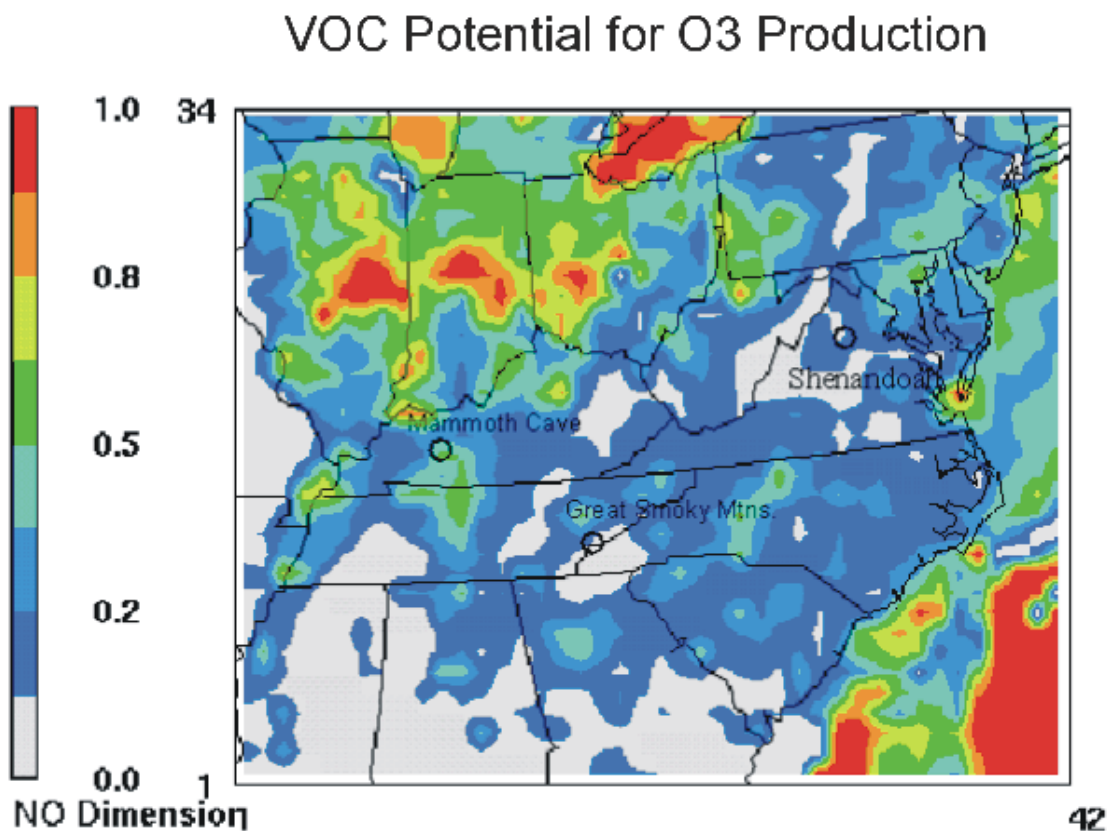 VOC Potential for O3 Production
1.0
34
0.8
Shenandoah
0.5
Mammoth Cave
Great Smoky Mtns.
0.2
0.0
1
NO Dimension
42